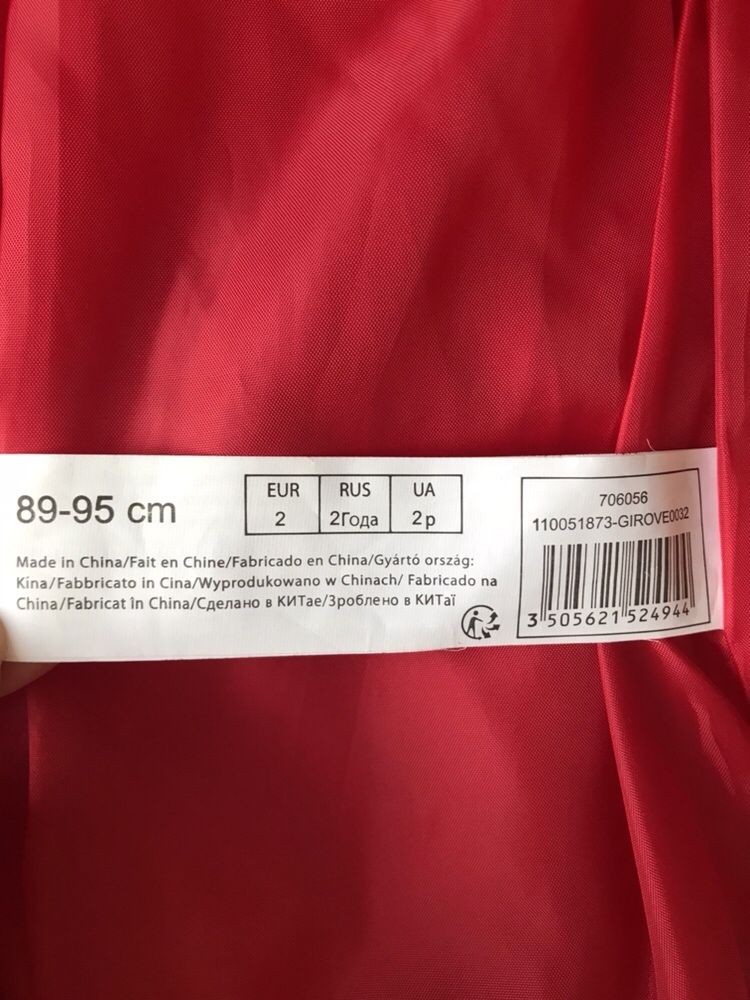 89-95 cm
EUR RUS UA
2 2Года 2р
Made in China/Fait en Chine/Fabricado en China/Gyártó ország:
Kína/Fabbricato in Cina/Wyprodukowano w Chinach/ Fabricado na
China/Fabricat în China/Сделано в КИТае/Зроблено в КИТаї
706056
110051873-GIROVE0032
3 505621 524944